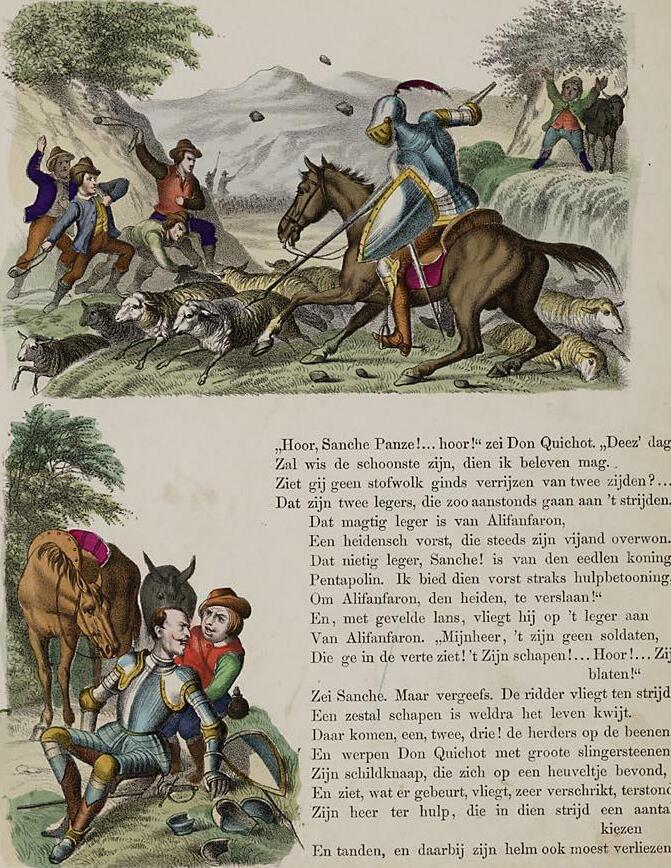 „Hoor, Sanche Panze!... hoor!“ zei Don Quichot. „Deez' dag
Zal wis de schoonste zijn, dien ik beleven mag.
Ziet gij geen stofwolk ginds verrijzen van twee zijden?...
Dat zijn twee legers, die zoo aanstonds gaan aan 't strijden.
Dat magtig leger is van Alifanfaron,
Een heidensch vorst, die steeds zijn vijand overwon.
Dat nietig leger, Sanche! is van den eedlen koning
Pentapolin. Ik bied dien vorst straks hulpbetooning,
Om Alifanfaron, den heiden, te verslaan!“
En, met gevelde lans, vliegt hij op 't leger aan
Van Alifanfaron. „Mijnheer, 't zijn geen soldaten,
Die ge in de verte ziet! 't Zijn schapen!... Hoor!... Zij
blaten!“
Zei Sanche. Maar vergeefs. De ridder vliegt ten strijd
Een zestal schapen is weldra het leven kwijt.
Daar komen, een, twee, drie! de herders op de beenen
En werpen Don Quichot met groote slingersteenen
Zijn schildknaap, die zich op een heuveltje bevond,
En ziet, wat er gebeurt, vliegt, zeer verschrikt, terstond
Zijn heer ter hulp, die in dien strijd een aanta
kiezen
En tanden, en daarbij zijn helm ook moest verliezen